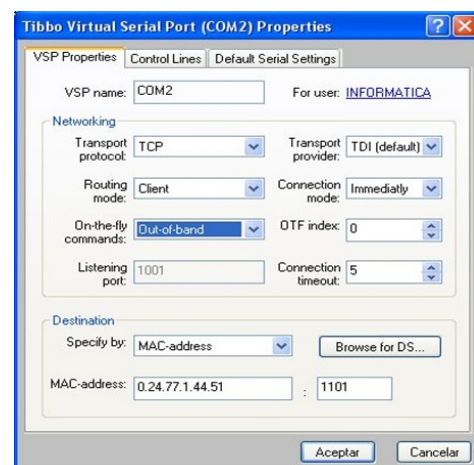 Tibbo Virtual Serial Port (COM2) Properties
VSP Properties Control Lines Default Serial Settings
VSP name: COM2 For user: INFORMATICA
Networking
Transport protocol: TCP Transport provider: TDI (default)
Routing mode: Client Connection mode: Immediatly
On-the-fly commands: Out-of-band OTF index: 0
Listening port: 1001 Connection timeout: 5
Destination
Specify by: MAC-address Browse for DS...
MAC-address: 0.24.77.1.44.51 : 1101
Aceptar Cancelar